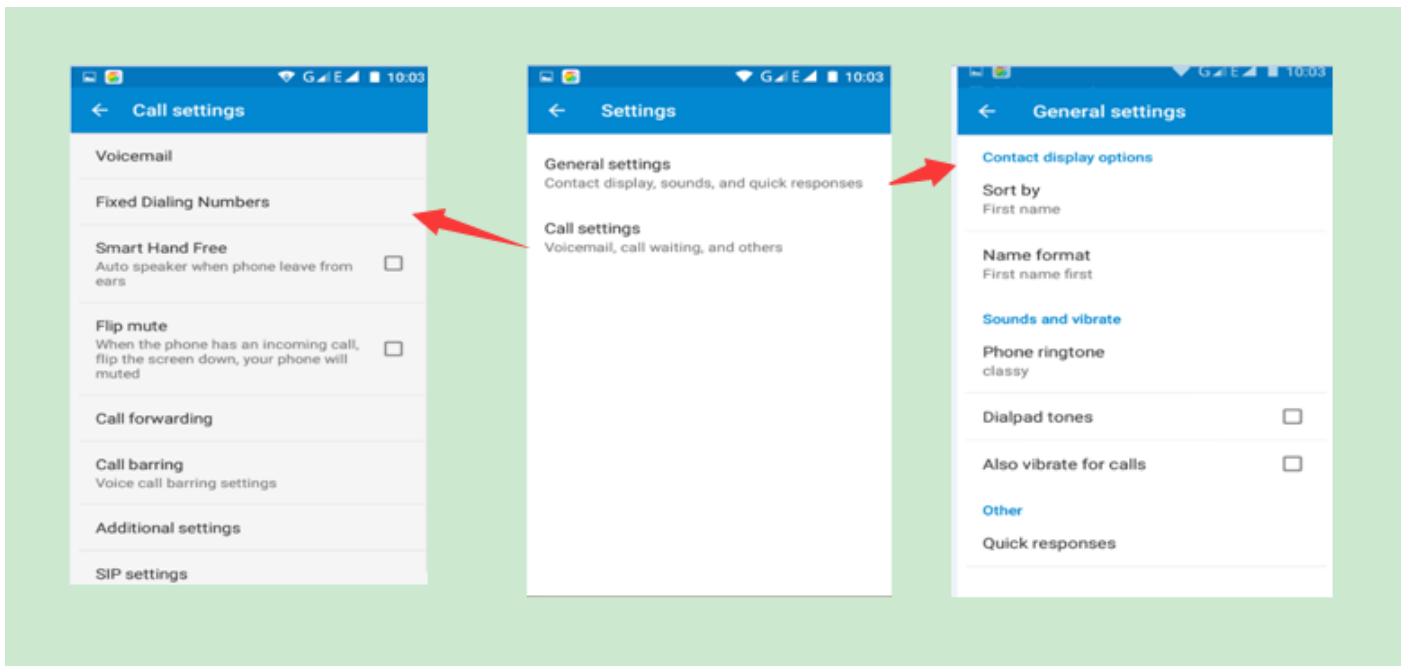 G E 10:03
Call settings
Voicemail
Fixed Dialing Numbers
Smart Hand Free
Auto speaker when phone leave from
ears
Flip mute
When the phone has an incoming call,
flip the screen down, your phone will
muted
Call forwarding
Call barring
Voice call barring settings
Additional settings
SIP settings
G E 10:03
Settings
General settings
Contact display, sounds, and quick responses
Call settings
Voicemail, call waiting, and others
G E 10:03
General settings
Contact display options
Sort by
First name
Name format
First name first
Sounds and vibrate
Phone ringtone
classy
Dialpad tones
Also vibrate for calls
Other
Quick responses